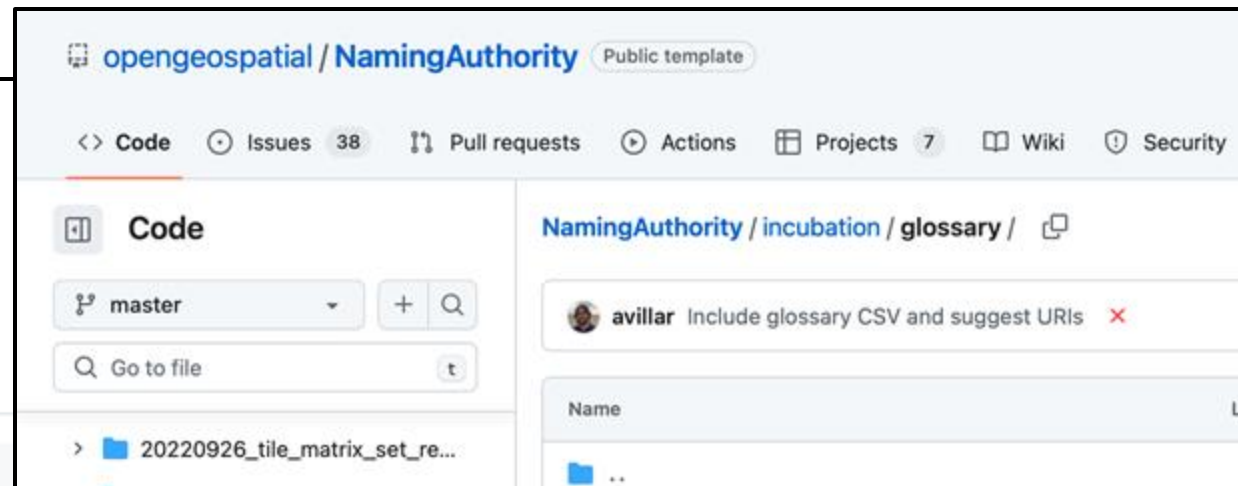 opengeospatial / NamingAuthority Public template
<> Code Issues 38 Pull requests Actions Projects 7 Wiki Security
Code
master
Go to file t
20220926_tile_matrix_set_re...
NamingAuthority / incubation / glossary /
avillar Include glossary CSV and suggest URIs
Name
..